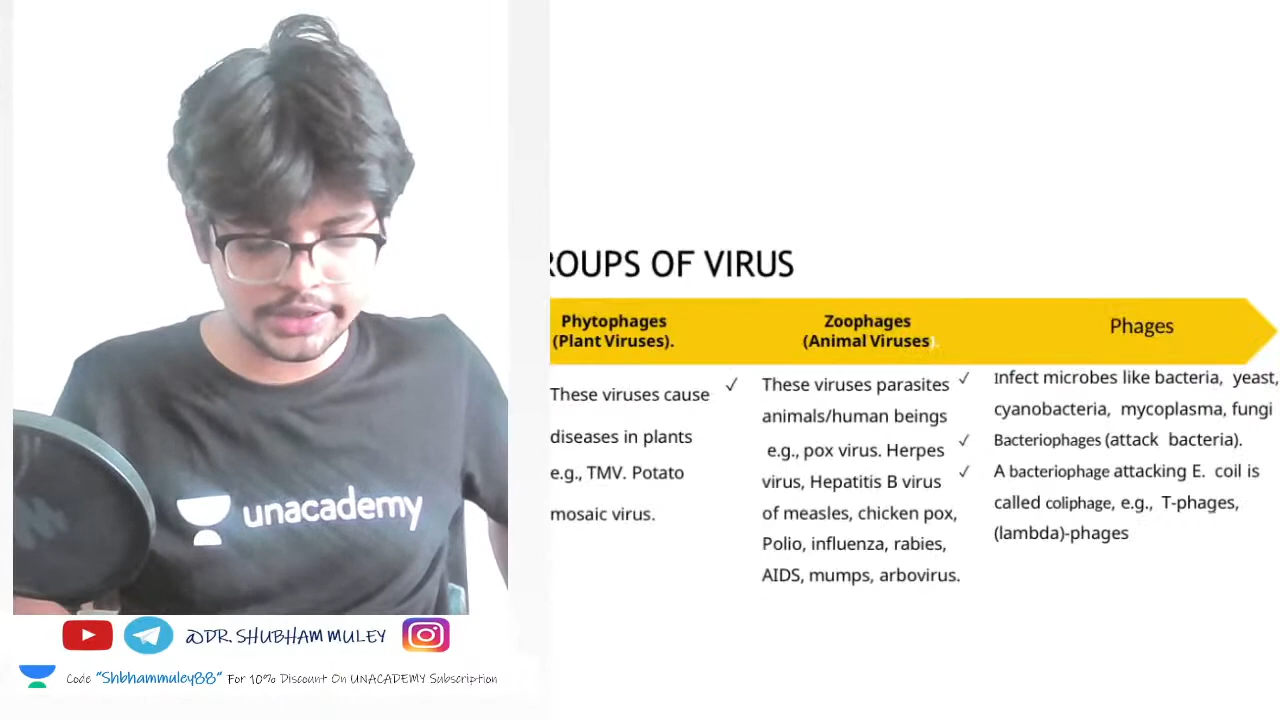 unacademy
@DR. SHUBHAM MULEY
Code "Shbhammuley88" For 10% Discount On UNACADEMY Subscription
ROUPS OF VIRUS
Phytophages
(Plant Viruses).
These viruses cause
diseases in plants
e.g., TMV. Potato
mosaic virus.
Zoophages
(Animal Viruses).
✓ These viruses parasites
animals/human beings
e.g., pox virus. Herpes
virus, Hepatitis B virus
of measles, chicken pox,
Polio, influenza, rabies,
AIDS, mumps, arbovirus.
Phages
✓ Infect microbes like bacteria, yeast,
cyanobacteria, mycoplasma, fungi
✓ Bacteriophages (attack bacteria).
✓ A bacteriophage attacking E. coil is
called coliphage, e.g., T-phages,
(lambda)-phages